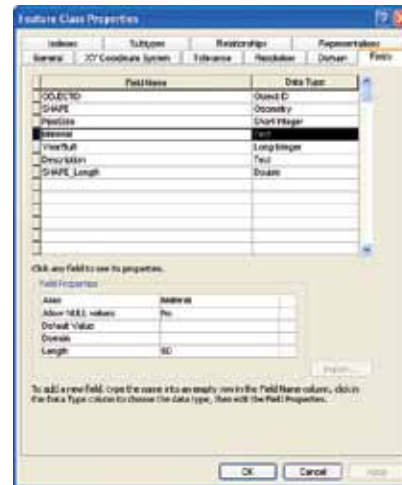 Feature Class Properties
Indexes Subtypes Relationships Representations
General XY Coordinate System Tolerance Resolution Domain Fields
Field Name Data Type
OBJECTID Object ID
SHAPE Geometry
PipeSize Short Integer
Material Text
YearBuilt Long Integer
Description Text
SHAPE_Length Double
Click any field to see its properties.
Field Properties
Alias Material
Allow NULL values No
Default Value
Domain
Length
Import...
To add a new field, type the name into an empty row in the Field Name column, click in
the Data Type column to choose the data type, then edit the Field Properties.
OK Cancel Apply